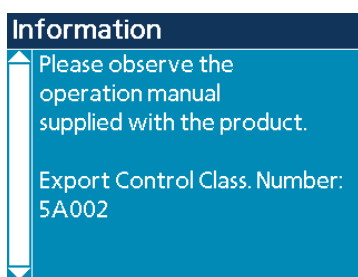 Information
Please observe the
operation manual
supplied with the product.
Export Control Class. Number:
5A002